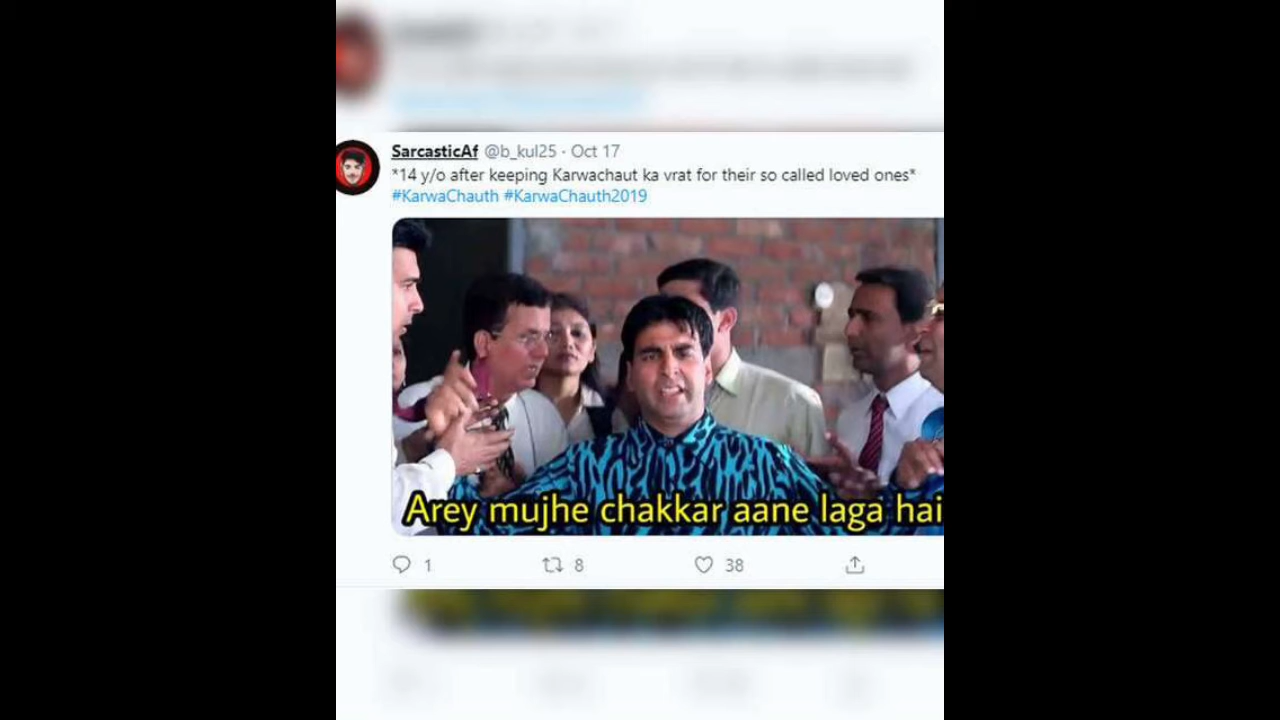 SarcasticAf @b_kul25 · Oct 17
*14 y/o after keeping Karwachaut ka vrat for their so called loved ones*
#KarwaChauth #KarwaChauth2019
Arey mujhe chakkar aane laga hai
1 8 38